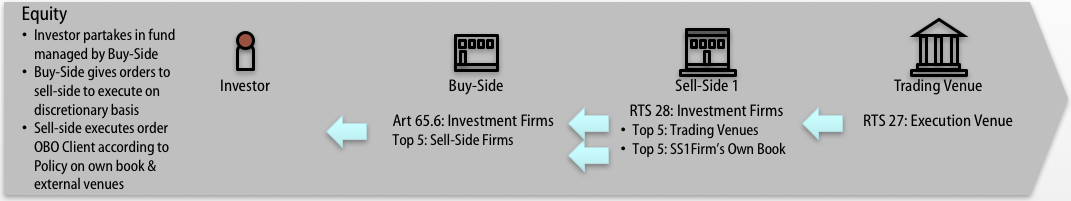 Equity
• Investor partakes in fund
managed by Buy-Side
• Buy-Side gives orders to
sell-side to execute on
discretionary basis
• Sell-side executes order
OBO Client according to
Policy on own book &
external venues
Investor
Buy-Side
Art 65.6: Investment Firms
Top 5: Sell-Side Firms
Sell-Side 1
RTS 28: Investment Firms
• Top 5: Trading Venues
• Top 5: SS1Firm's Own Book
Trading Venue
RTS 27: Execution Venue